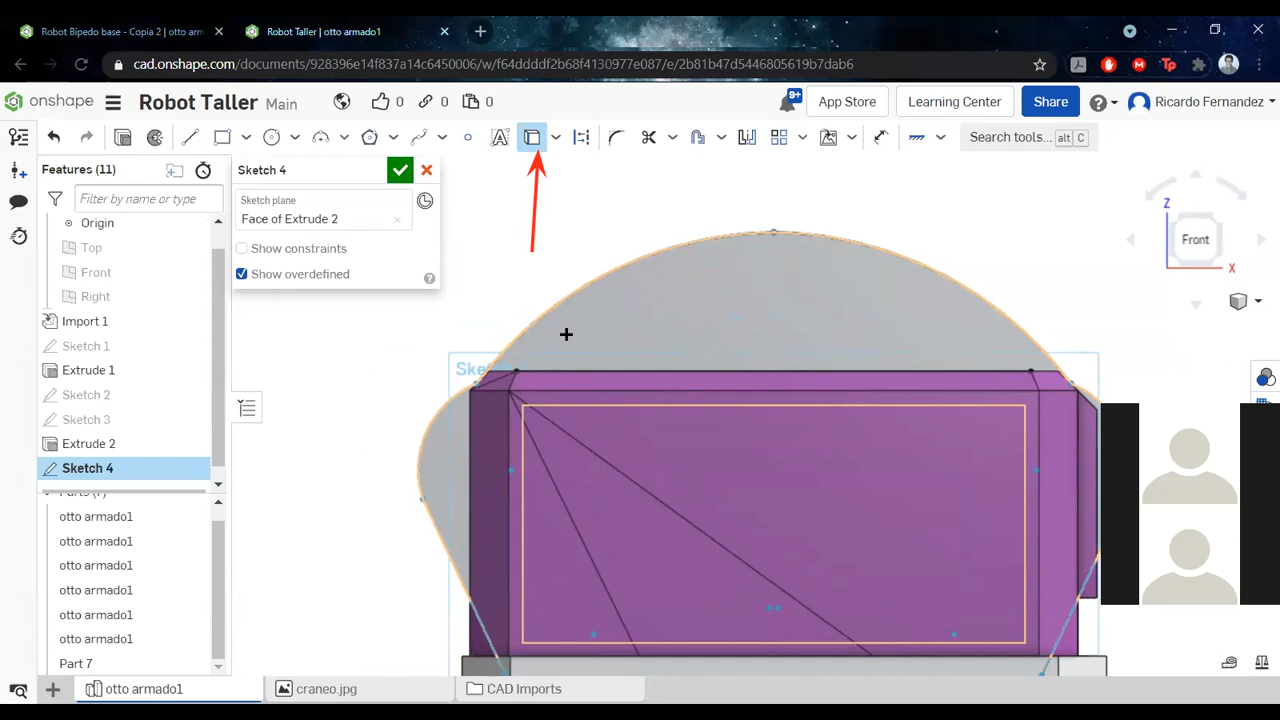 Robot Bipedo base - Copia 2 | otto arm
Robot Taller | otto armado1
cad.onshape.com/documents/928396e14f837a14c6450006/w/f64ddddf2b68f4130977e087/e/2b81b47d5446805619b7dab6
onshape
Robot Taller Main
0 0 0
9+
App Store
Learning Center
Share
Ricardo Fernandez
Search tools... alt C
Features (11)
Filter by name or type
Origin
Top
Front
Right
Import 1
Sketch 1
Extrude 1
Sketch 2
Sketch 3
Extrude 2
Sketch 4
Parts (7)
otto armado1
otto armado1
otto armado1
otto armado1
otto armado1
otto armado1
Part 7
Sketch 4
Sketch plane
Face of Extrude 2
Show constraints
Show overdefined
Z
Front
X
otto armado1
craneo.jpg
CAD Imports